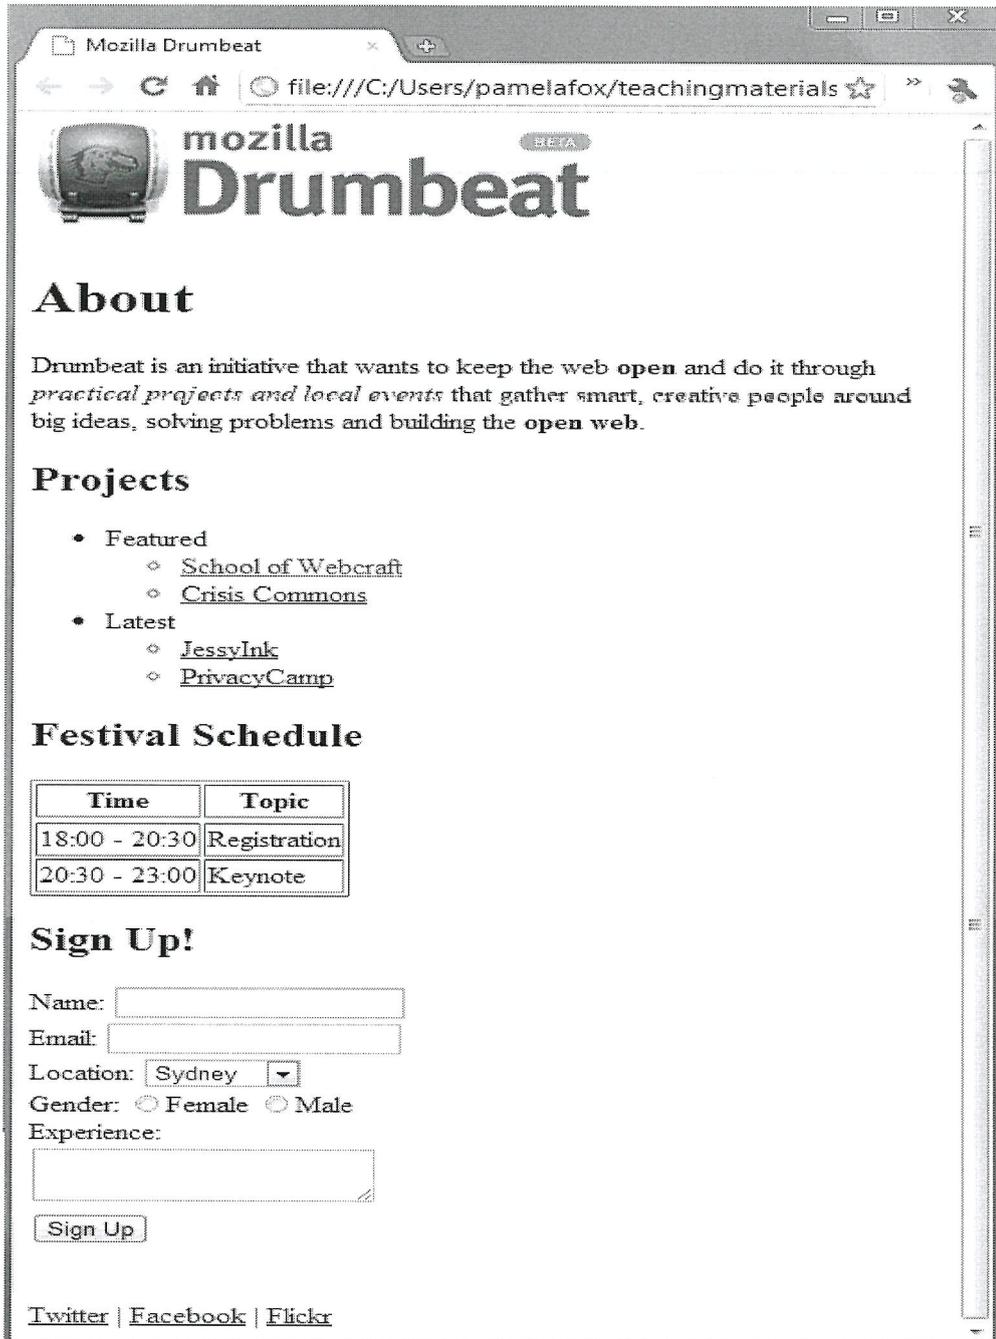 Mozilla Drumbeat
file:///C:/Users/pamelafox/teachingmaterials
mozilla
BETA
Drumbeat
About
Drumbeat is an initiative that wants to keep the web open and do it through
practical projects and local events that gather smart, creative people around
big ideas, solving problems and building the open web.
Projects
Featured
School of Webcraft
Crisis Commons
Latest
JessyInk
PrivacyCamp
Festival Schedule
Time Topic
18:00 - 20:30 Registration
20:30 - 23:00 Keynote
Sign Up!
Name:
Email:
Location: Sydney
Gender: Female Male
Experience:
Sign Up
Twitter | Facebook | Flickr